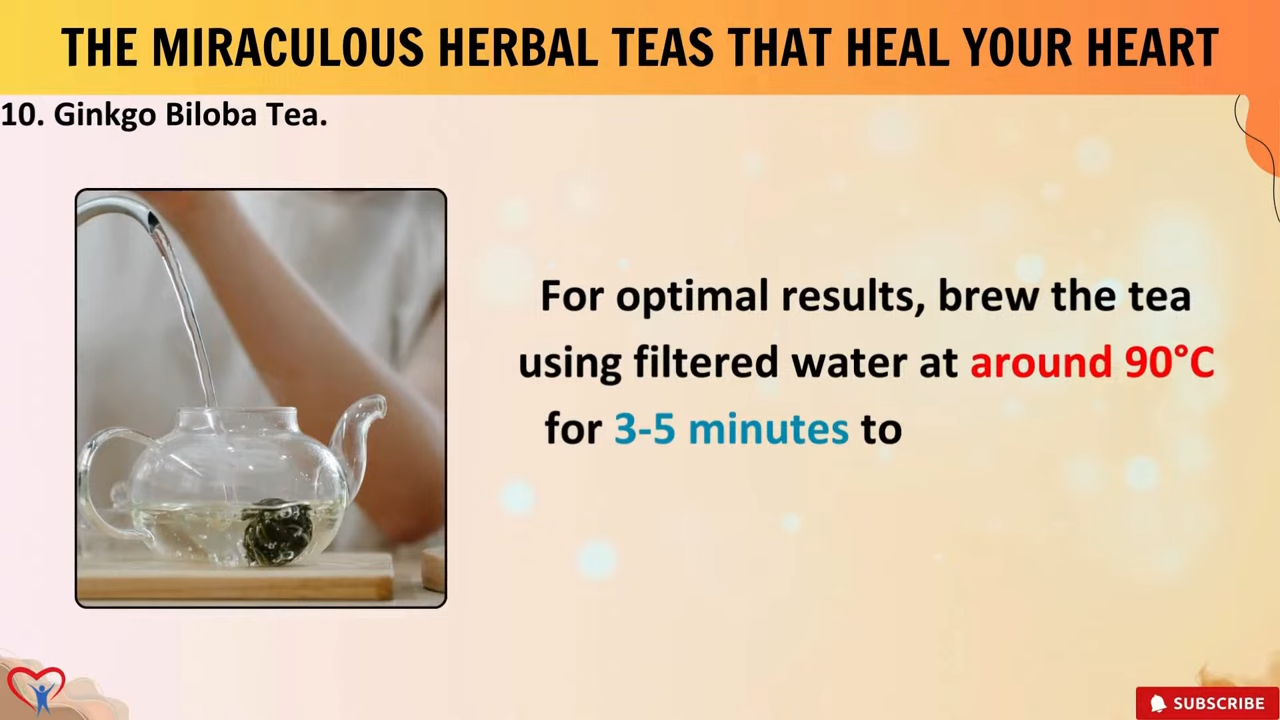 THE MIRACULOUS HERBAL TEAS THAT HEAL YOUR HEART
10. Ginkgo Biloba Tea.
For optimal results, brew the tea
using filtered water at around 90°C
for 3-5 minutes to
SUBSCRIBE